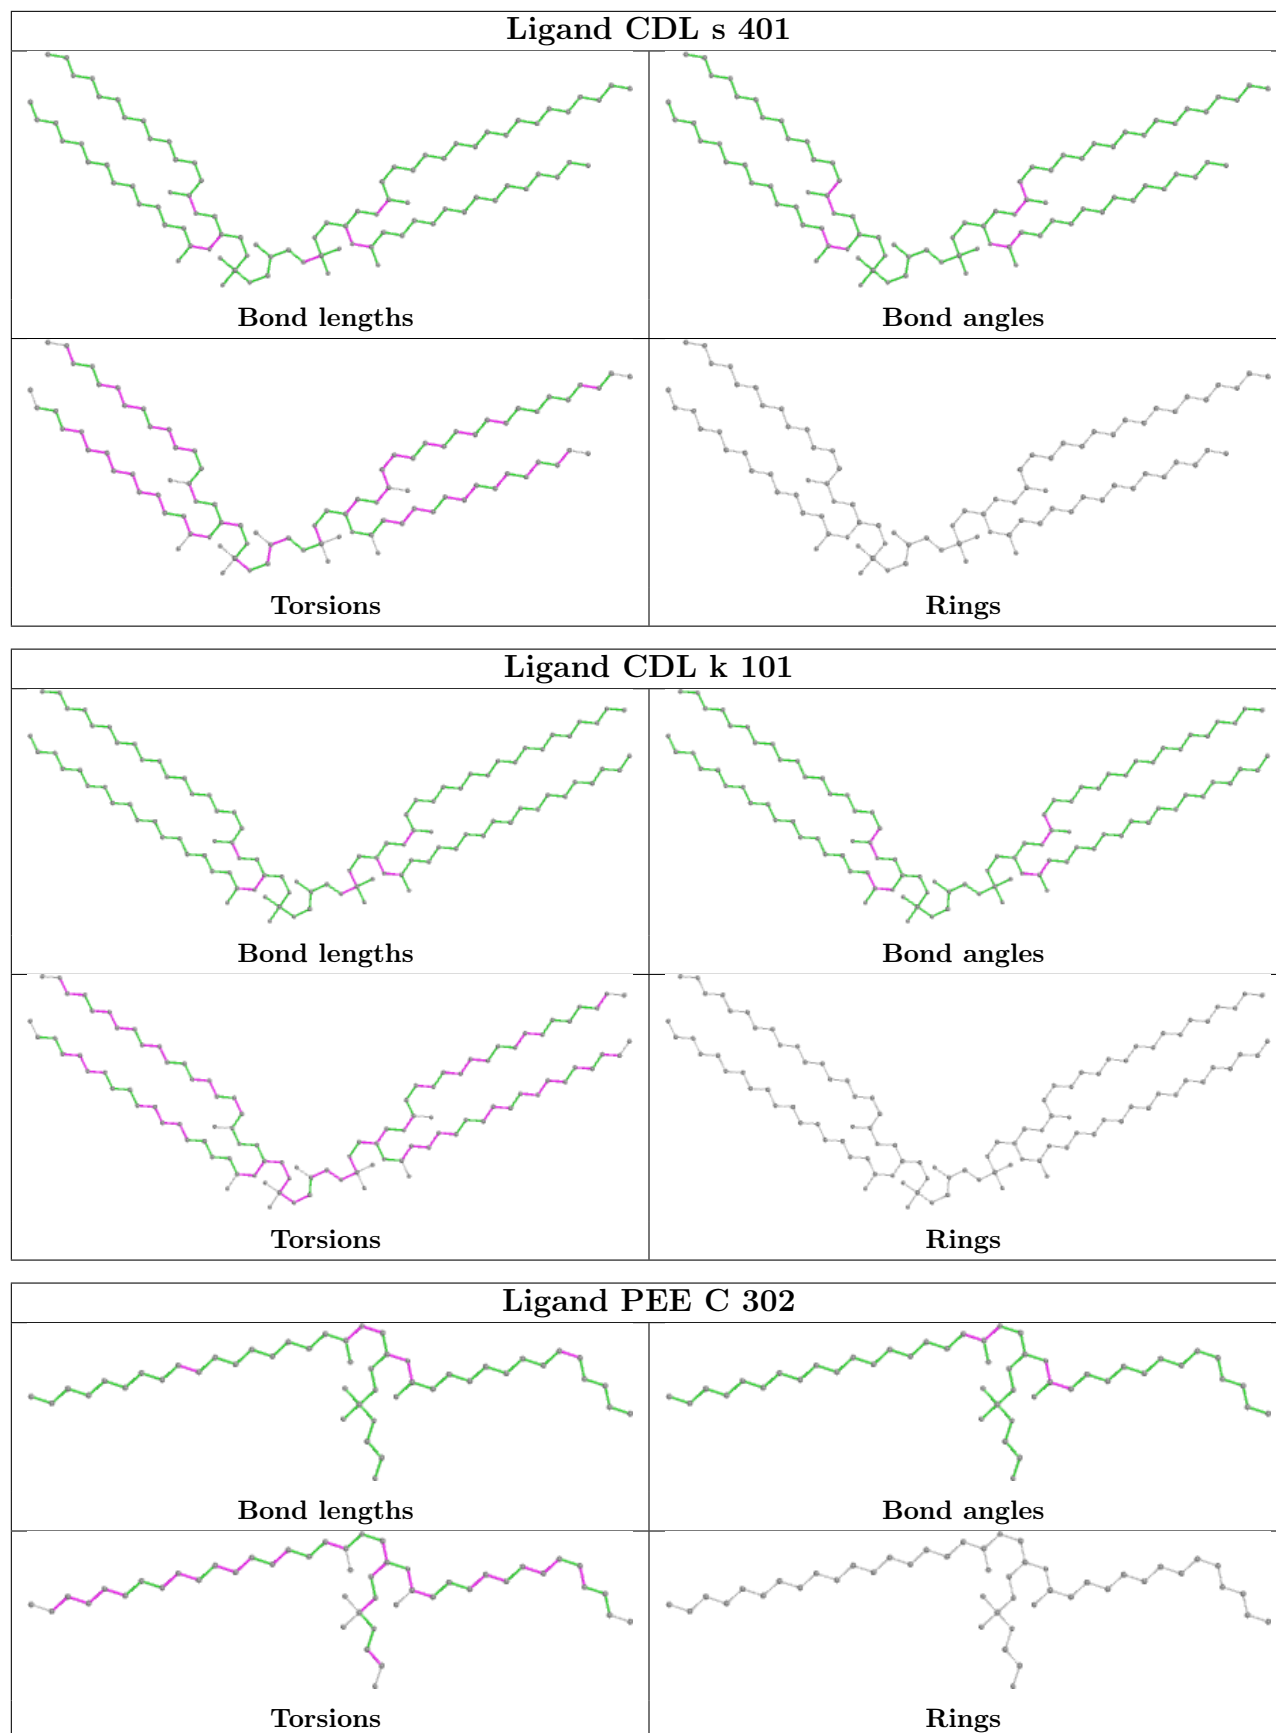 Ligand CDL s 401
Bond lengths
Bond angles
Torsions
Rings
Ligand CDL k 101
Bond lengths
Bond angles
Torsions
Rings
Ligand PEE C 302
Bond lengths
Bond angles
Torsions
Rings